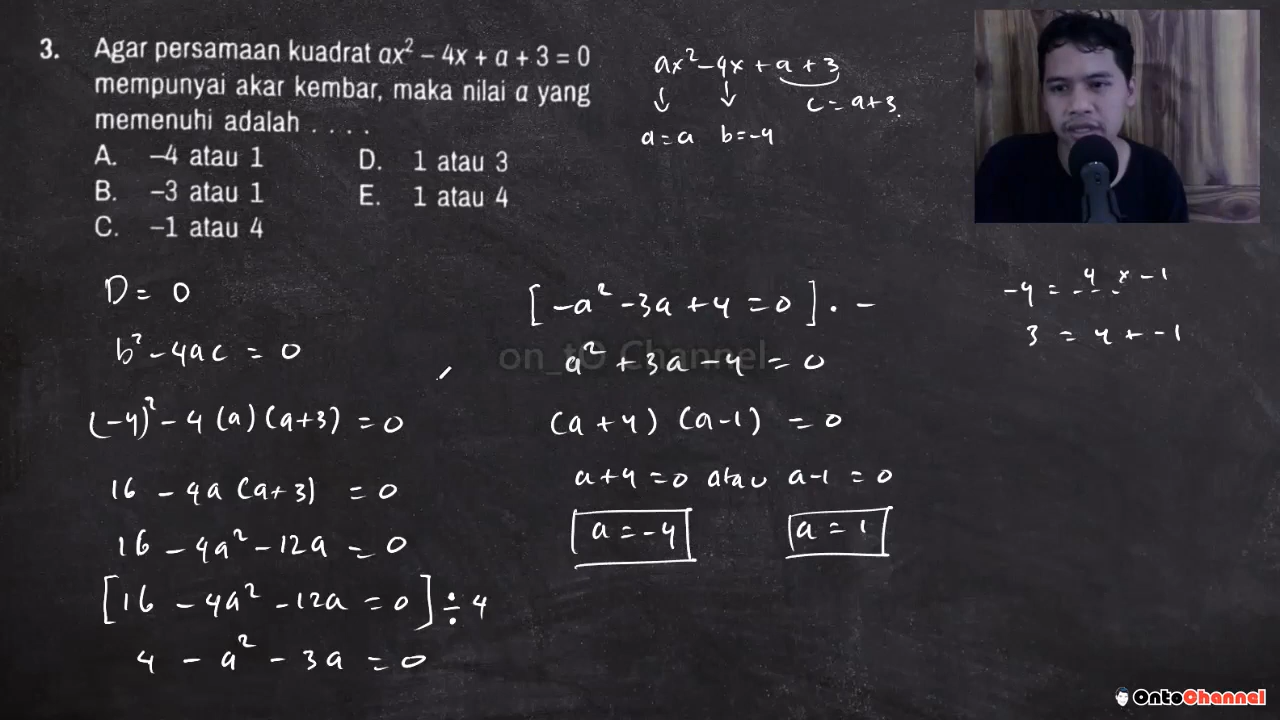 3. Agar persamaan kuadrat ax² – 4x + a + 3 = 0
mempunyai akar kembar, maka nilai a yang
memenuhi adalah . . . .
A. –4 atau 1
B. –3 atau 1
C. –1 atau 4
D. 1 atau 3
E. 1 atau 4
ax² – 4x + a + 3
↓ ↓ c = a+3
a = a b = -4
D = 0
b² - 4ac = 0
(-4)² - 4 (a) (a+3) = 0
16 - 4a (a+3) = 0
16 - 4a² - 12a = 0
[16 - 4a² - 12a = 0] ÷ 4
4 - a² - 3a = 0
[-a² - 3a + 4 = 0] . -
a² + 3a - 4 = 0
(a + 4) (a - 1) = 0
a+4 = 0 atau a-1 = 0
a = -4 a = 1
-4 = 4 x -1
3 = 4 + -1
on_tO Channel
OntoChannel